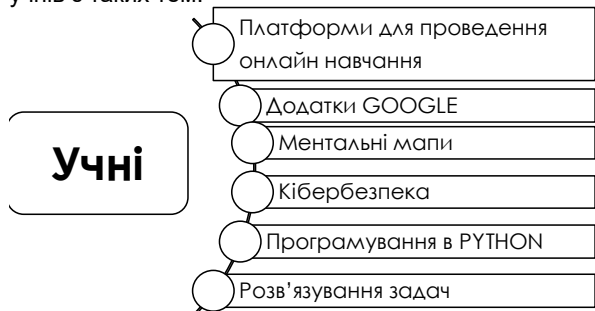 учнів з таких тем:
Платформи для проведення
онлайн навчання
Додатки GOOGLE
Ментальні мапи
Учні
Кібербезпека
Програмування в PYTHON
Розв’язування задач